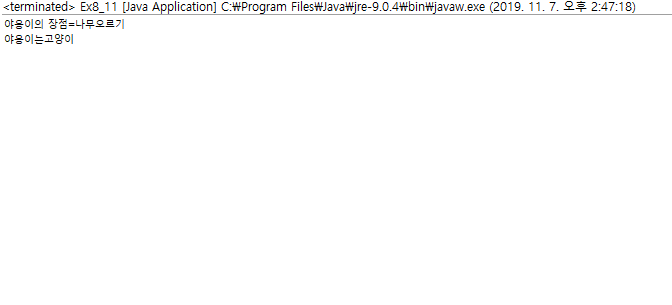 <terminated> Ex8_11 [Java Application] C:₩Program Files₩Java₩jre-9.0.4₩bin₩javaw.exe (2019. 11. 7. 오후 2:47:18)
야옹이의 장점=나무오르기
야옹이는고양이